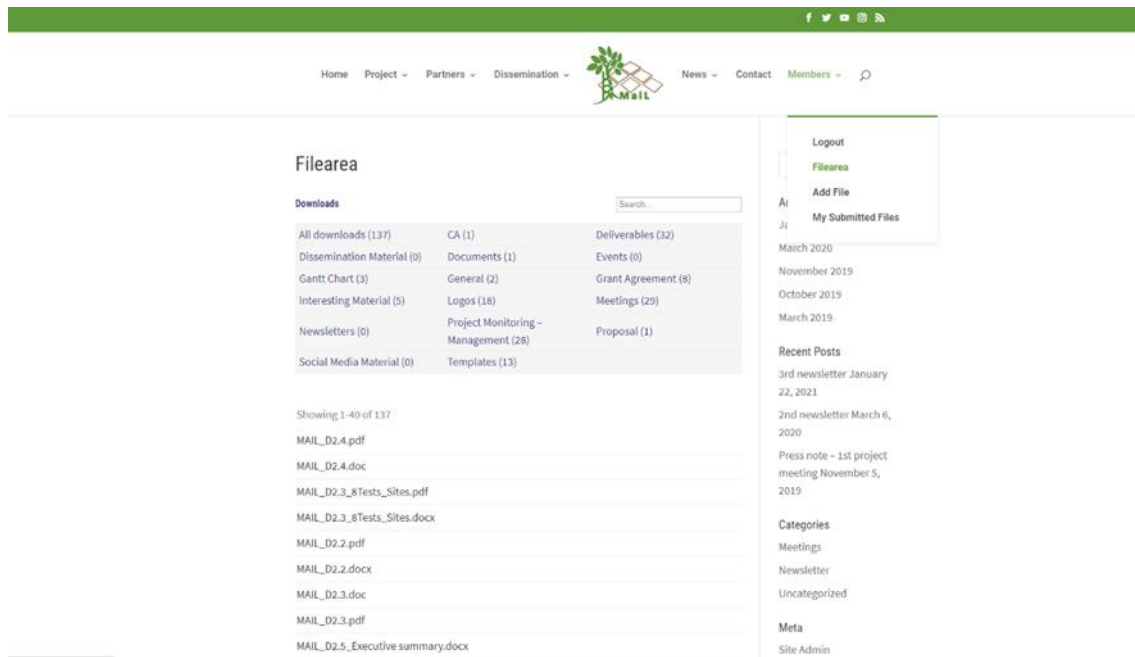 Home Project Partners Dissemination MaIL News Contact Members
Logout
Filearea
Add File
My Submitted Files
Filearea
Downloads
Search...
All downloads (137) CA (1) Deliverables (32)
Dissemination Material (0) Documents (1) Events (0)
Gantt Chart (3) General (2) Grant Agreement (8)
Interesting Material (5) Logos (18) Meetings (29)
Newsletters (0) Project Monitoring – Management (28) Proposal (1)
Social Media Material (0) Templates (13)
Showing 1-40 of 137
MAIL_D2.4.pdf
MAIL_D2.4.doc
MAIL_D2.3_8Tests_Sites.pdf
MAIL_D2.3_8Tests_Sites.docx
MAIL_D2.2.pdf
MAIL_D2.2.docx
MAIL_D2.3.doc
MAIL_D2.3.pdf
MAIL_D2.5_Executive summary.docx
March 2020
November 2019
October 2019
March 2019
Recent Posts
3rd newsletter January
22, 2021
2nd newsletter March 6,
2020
Press note – 1st project
meeting November 5,
2019
Categories
Meetings
Newsletter
Uncategorized
Meta
Site Admin